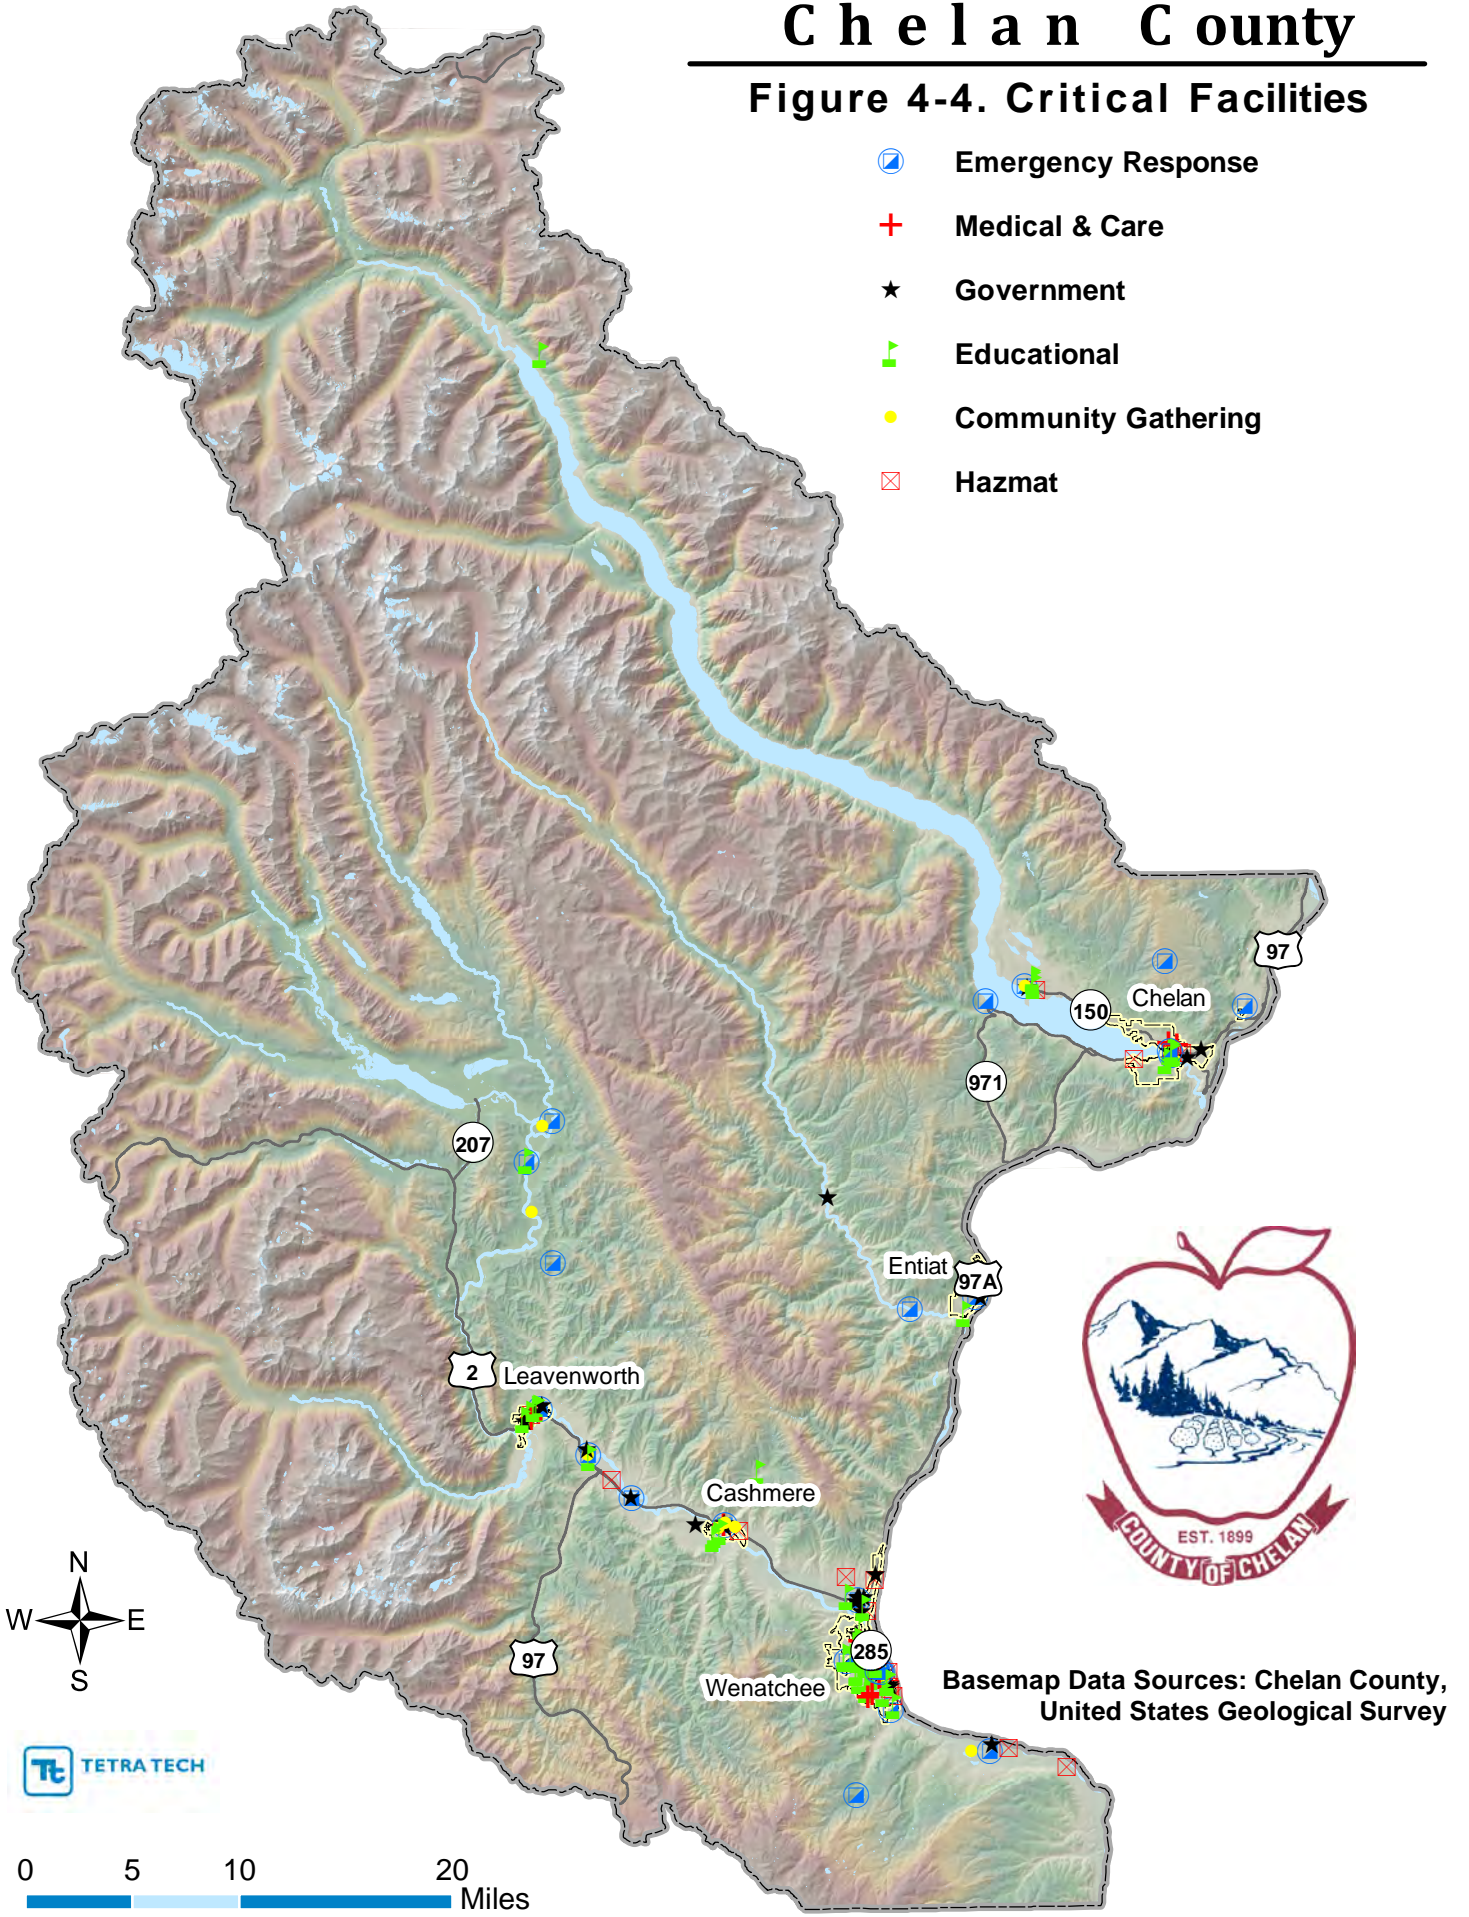 Chelan County
Figure 4-4. Critical Facilities
Emergency Response
Medical & Care
Government
Educational
Community Gathering
Hazmat
97
Chelan
150
971
207
Entiat
97A
2
Leavenworth
Cashmere
EST. 1899
COUNTY OF CHELAN
N
W E
S
97
285
Wenatchee
Basemap Data Sources: Chelan County,
United States Geological Survey
Tt TETRA TECH
0 5 10 20
Miles